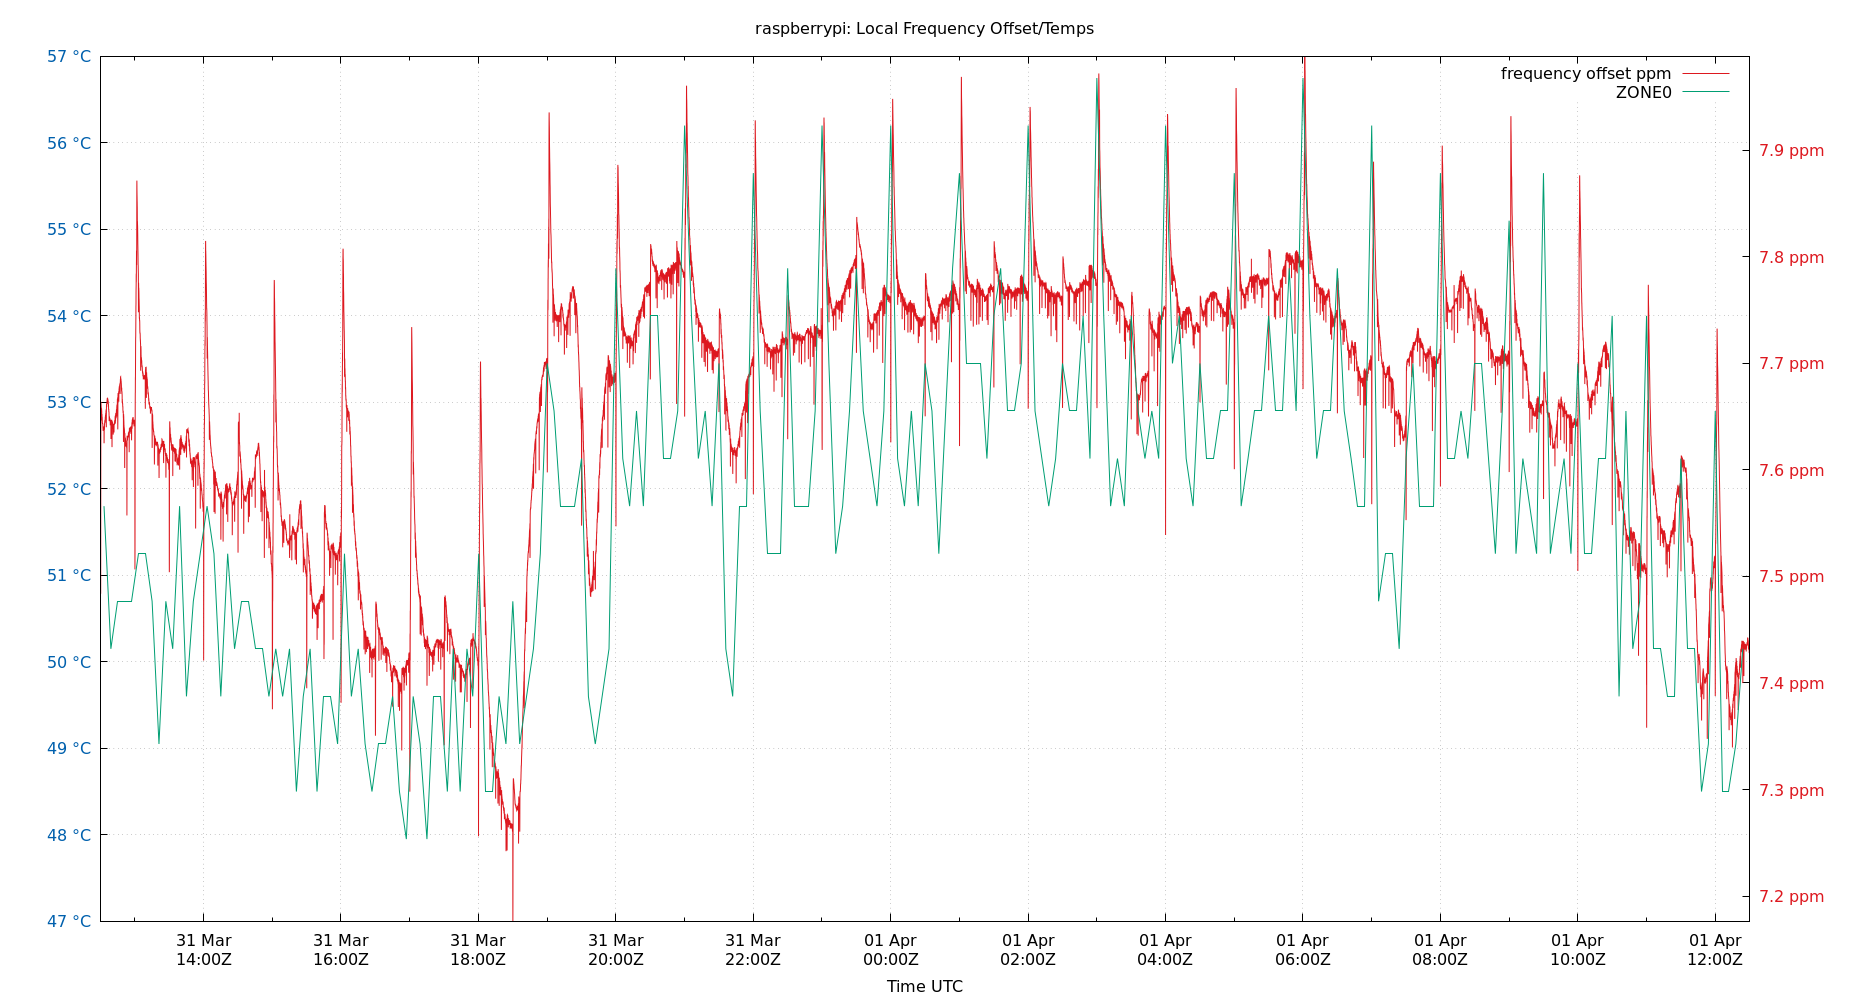 raspberrypi: Local Frequency Offset/Temps
57 °C
56 °C
55 °C
54 °C
53 °C
52 °C
51 °C
50 °C
49 °C
48 °C
47 °C
frequency offset ppm
ZONE0
7.9 ppm
7.8 ppm
7.7 ppm
7.6 ppm
7.5 ppm
7.4 ppm
7.3 ppm
7.2 ppm
31 Mar 31 Mar 31 Mar 31 Mar 31 Mar 01 Apr 01 Apr 01 Apr 01 Apr 01 Apr 01 Apr 01 Apr
14:00Z 16:00Z 18:00Z 20:00Z 22:00Z 00:00Z 02:00Z 04:00Z 06:00Z 08:00Z 10:00Z 12:00Z
Time UTC